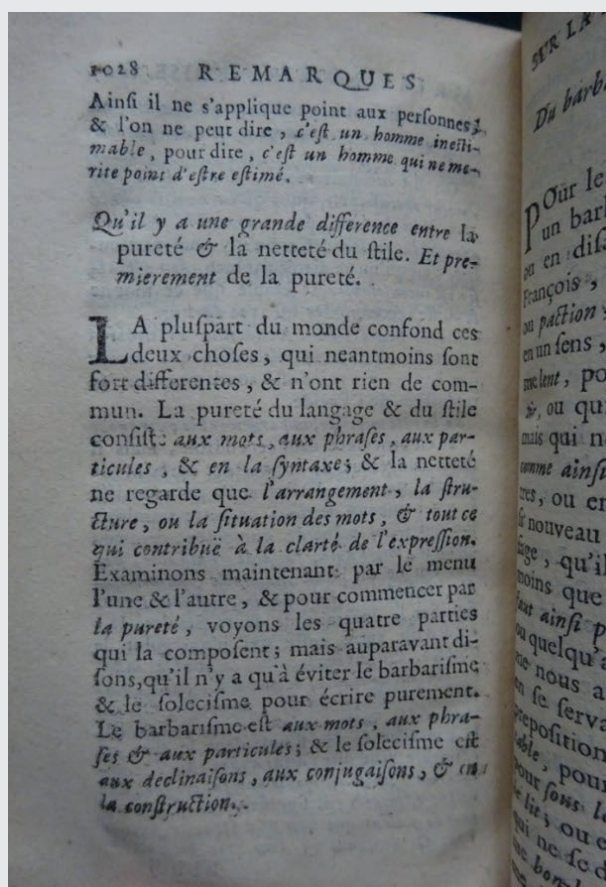 1028 REMARQUES
Ainſi il ne s'applique point aux perſonnes;
& l'on ne peut dire, c'eſt un homme ineſti-
mable, pour dire, c'eſt un homme qui ne me-
rite point d'eſtre eſtimé.
Qu'il y a une grande difference entre la
pureté & la netteté du ſtile. Et pre-
mierement de la pureté.
LA pluſpart du monde confond ces
deux choſes, qui neantmoins ſont
fort differentes, & n'ont rien de com-
mun. La pureté du langage & du ſtile
conſiſte aux mots, aux phraſes, aux par-
ticules, & en la ſyntaxe; & la netteté
ne regarde que l'arrangement, la ſtru-
cture, ou la ſituation des mots, & tout ce
qui contribuë à la clarté de l'expreſſion.
Examinons maintenant par le menu
l'une & l'autre, & pour commencer par
la pureté, voyons les quatre parties
qui la compoſent; mais auparavant di-
ſons, qu'il n'y a qu'à éviter le barbariſme
& le ſoleciſme pour écrire purement.
Le barbariſme eſt aux mots, aux phra-
ſes & aux particules; & le ſoleciſme eſt
aux declinaiſons, aux conjugaiſons, & en
la conſtruction.
SUR LA
Du barb
POur le
un barb
ou en diſa
François,
ou paction,
en un ſens,
lent, po
ou qu
mais qui n
comme ainſi
tres, ou en
nouveau
qu'il
moins que
ainſi p
quelqu'a
nous a
ſe ſerva
prepoſition
pour
pour ſons l
ou e
qui ne ſe d